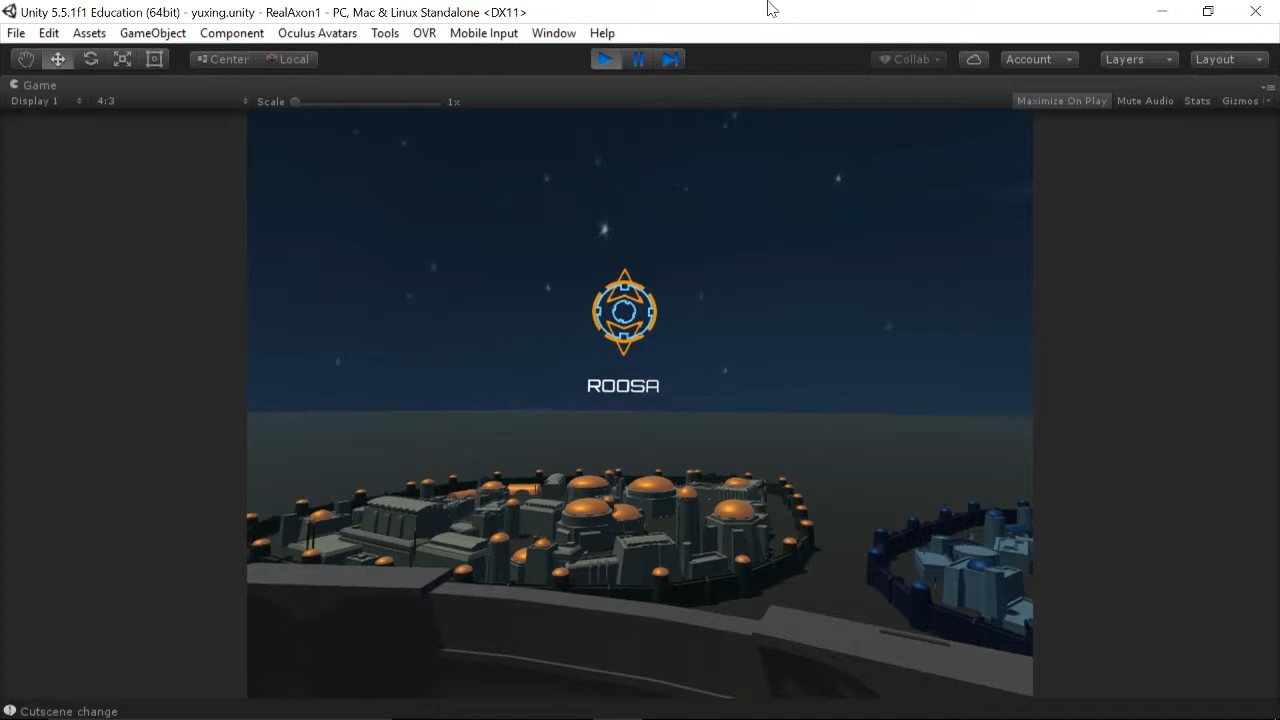 Unity 5.5.1f1 Education (64bit) - yuxing.unity - RealAxon1 - PC, Mac & Linux Standalone <DX11>
File Edit Assets GameObject Component Oculus Avatars Tools OVR Mobile Input Window Help
Center Local Collab Account Layers Layout
Game
Display 1 4:3 Scale 1x Maximize On Play Mute Audio Stats Gizmos
ROOSA
Cutscene change